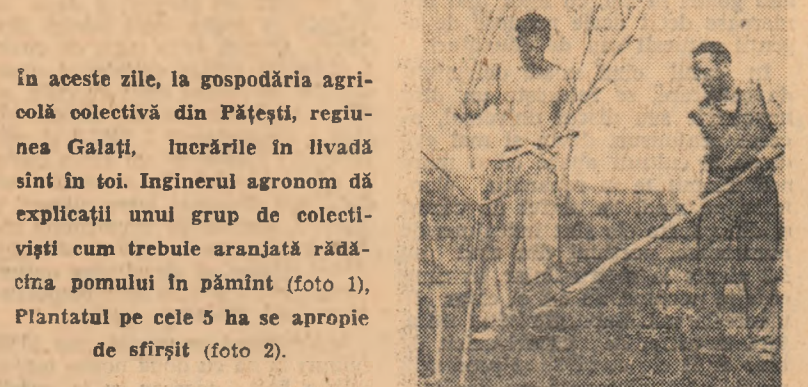 În aceste zile, la gospodăria agri-
colă colectivă din Pățești, regiu-
nea Galați, lucrările în livadă
sînt în toi. Inginerul agronom dă
explicații unui grup de colecti-
viști cum trebuie aranjată rădă-
cina pomului în pămînt (foto 1),
Plantatul pe cele 5 ha se apropie
de sfîrșit (foto 2).